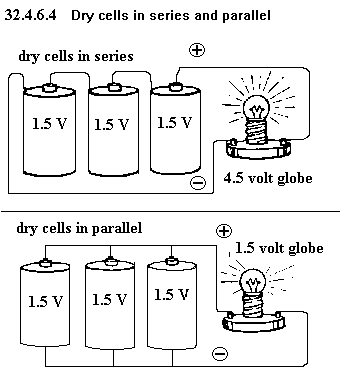 32.4.6.4 Dry cells in series and parallel
dry cells in series
+
1.5 V 1.5 V 1.5 V
−
4.5 volt globe
dry cells in parallel
+
1.5 volt globe
1.5 V 1.5 V 1.5 V
−